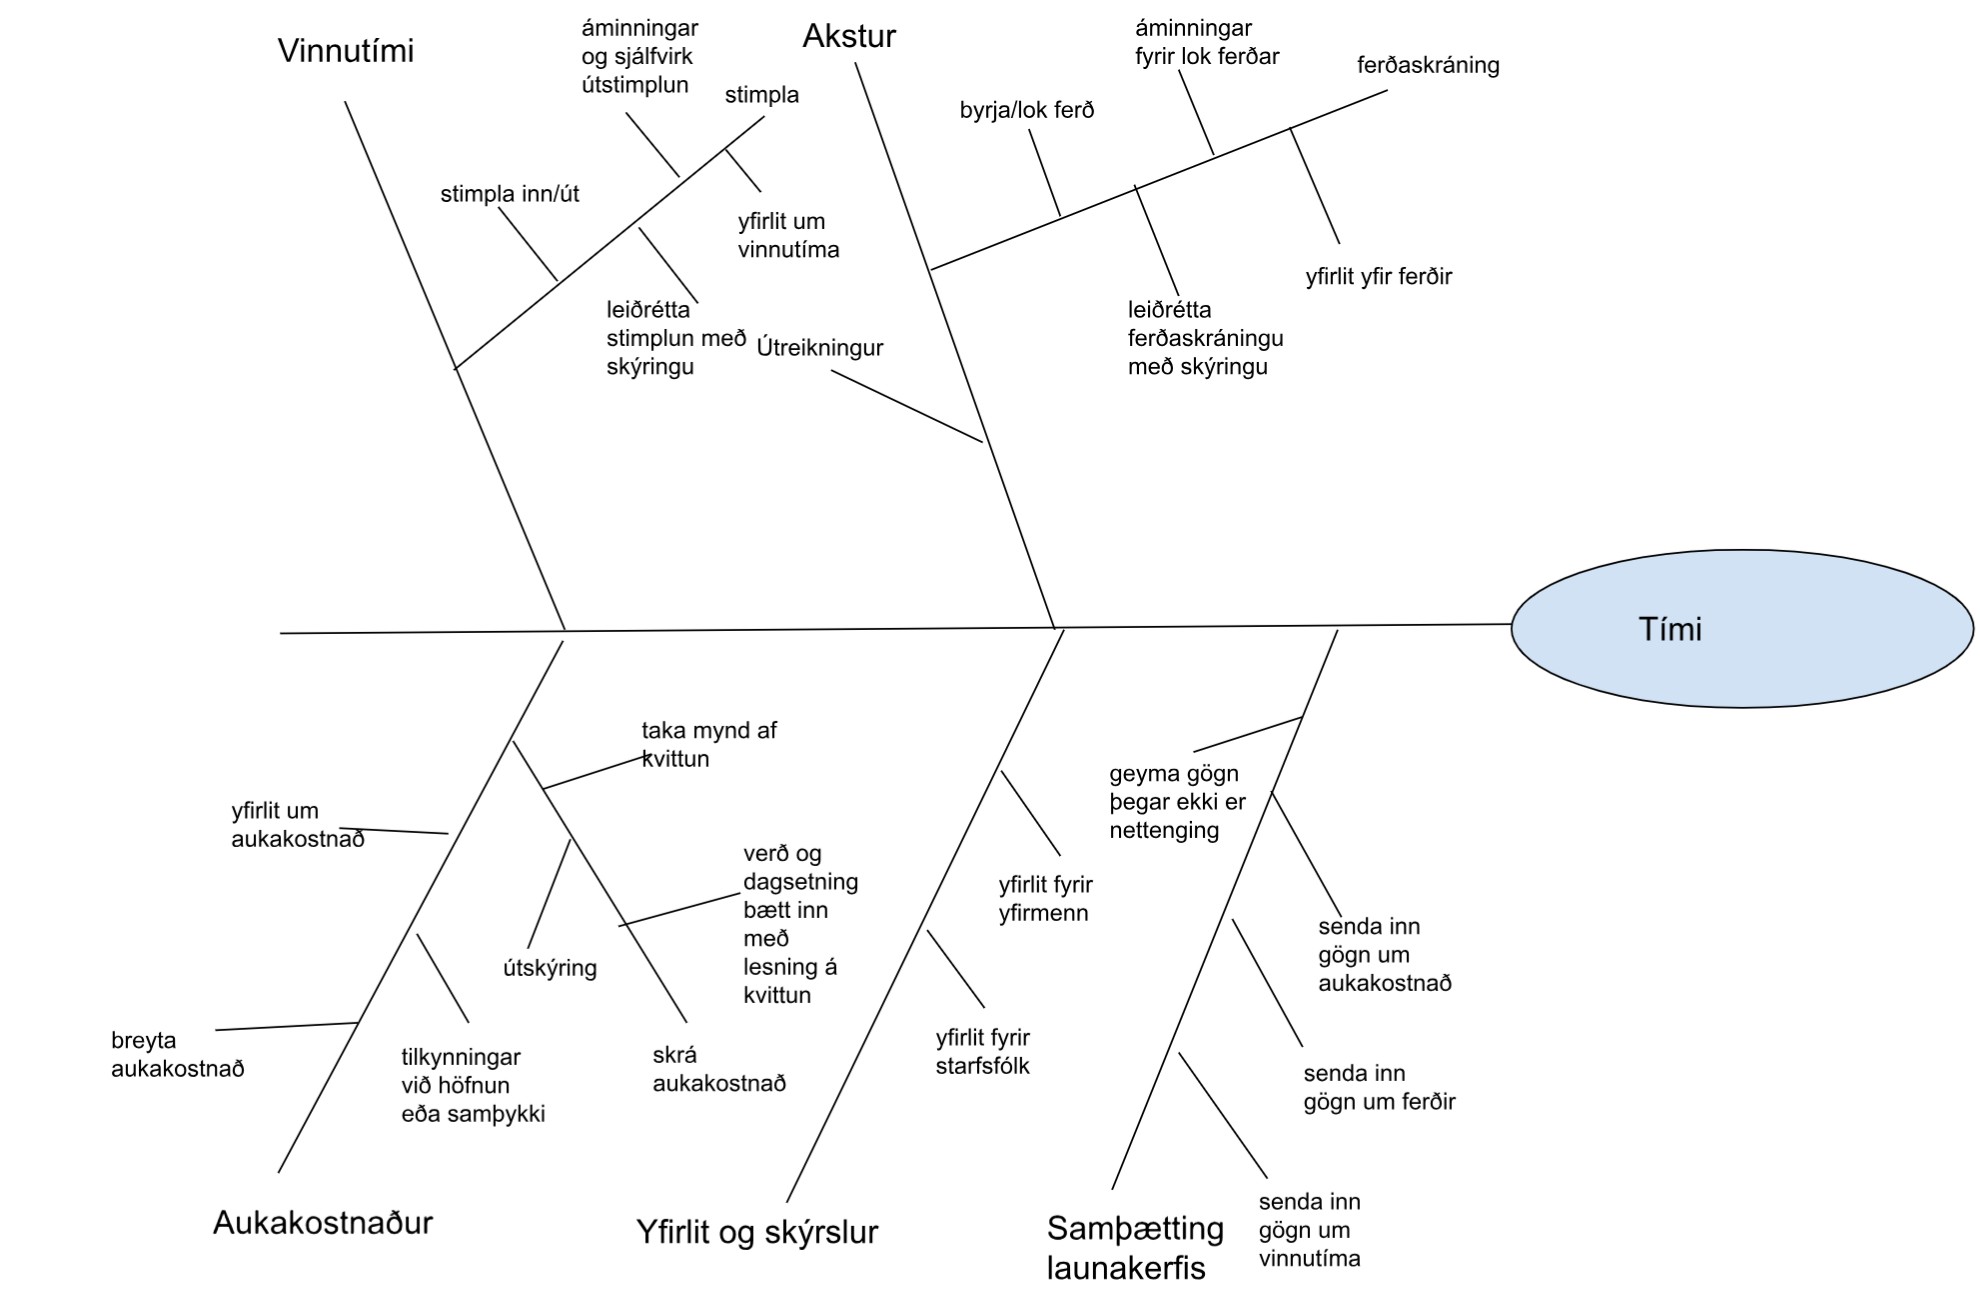 Vinnutími
áminningar
og sjálfvirk
útstimplun
stimpla
stimpla inn/út
yfirlit um
vinnutíma
leiðrétta
stimplun með
skýringu
Akstur
áminningar
fyrir lok ferðar
ferðaskráning
byrja/lok ferð
yfirlit yfir ferðir
leiðrétta
ferðaskráningu
með skýringu
Útreikningur
Tími
taka mynd af
kvittun
yfirlit um
aukakostnað
verð og
dagsetning
bætt inn
með
lesning á
kvittun
útskýring
breyta
aukakostnað
tilkynningar
við höfnun
eða samþykki
skrá
aukakostnað
Aukakostnaður
yfirlit fyrir
yfirmenn
yfirlit fyrir
starfsfólk
Yfirlit og skýrslur
geyma gögn
þegar ekki er
nettenging
senda inn
gögn um
aukakostnað
senda inn
gögn um ferðir
senda inn
gögn um
vinnutíma
Samþætting
launakerfis